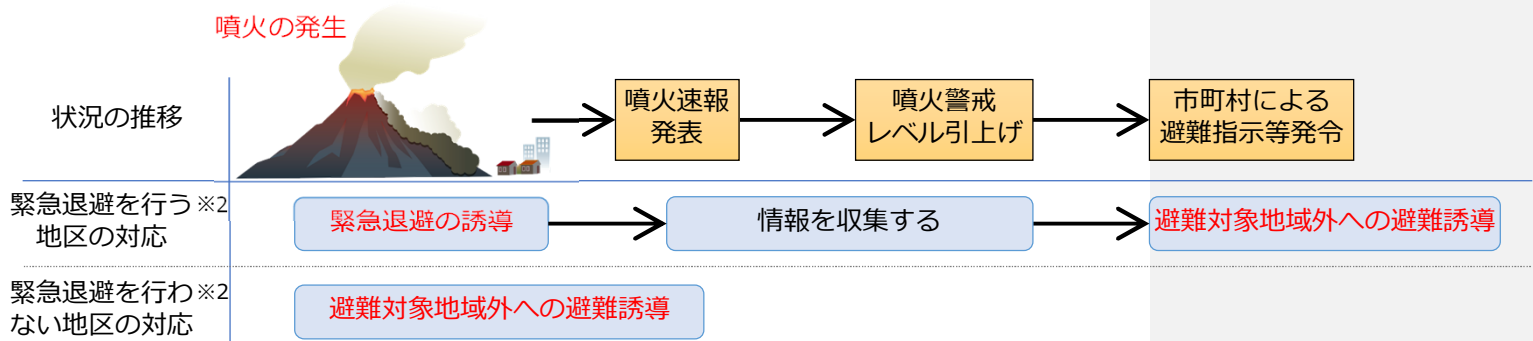 噴火の発生
状況の推移
噴火速報
発表
噴火警戒
レベル引上げ
市町村による
避難指示等発令
緊急退避を行う※2
地区の対応
緊急退避の誘導
情報を収集する
避難対象地域外への避難誘導
緊急退避を行わ※2
ない地区の対応
避難対象地域外への避難誘導